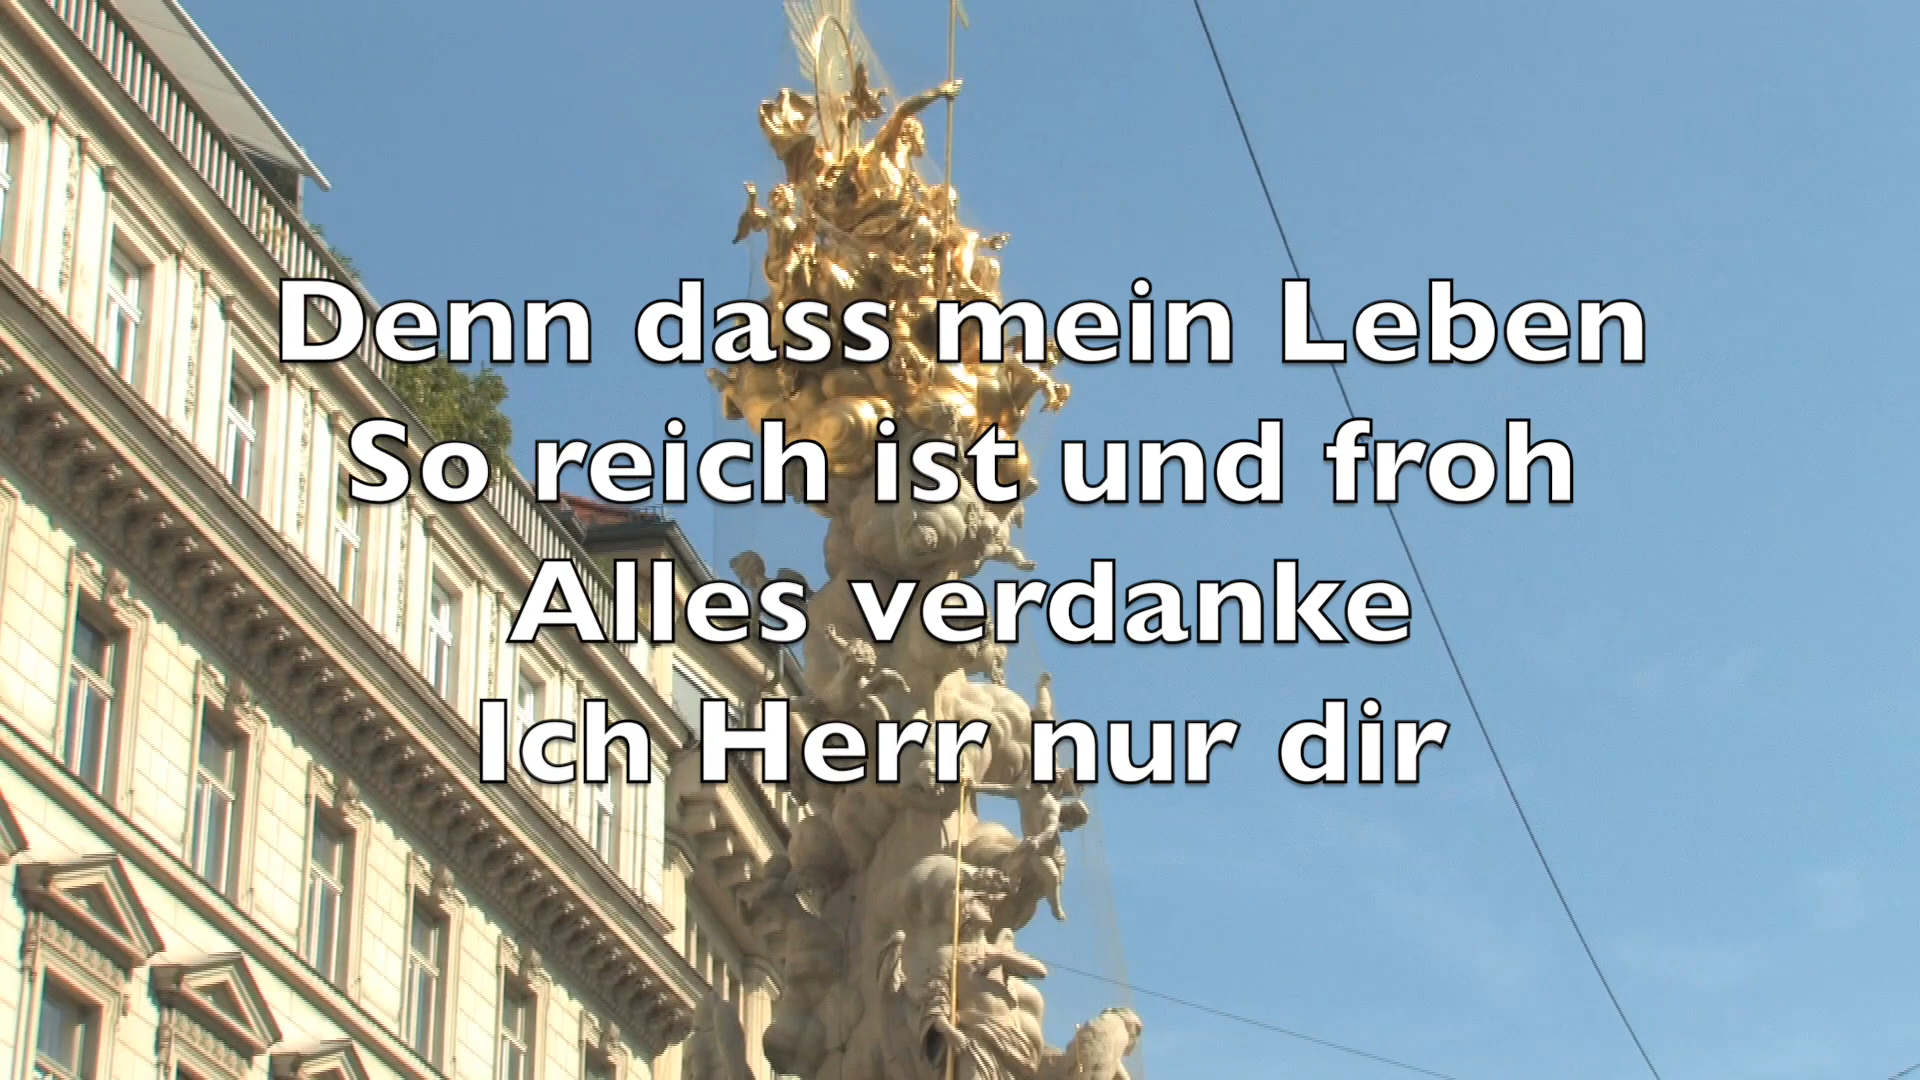 Denn dass mein Leben
So reich ist und froh
Alles verdanke
Ich Herr nur dir